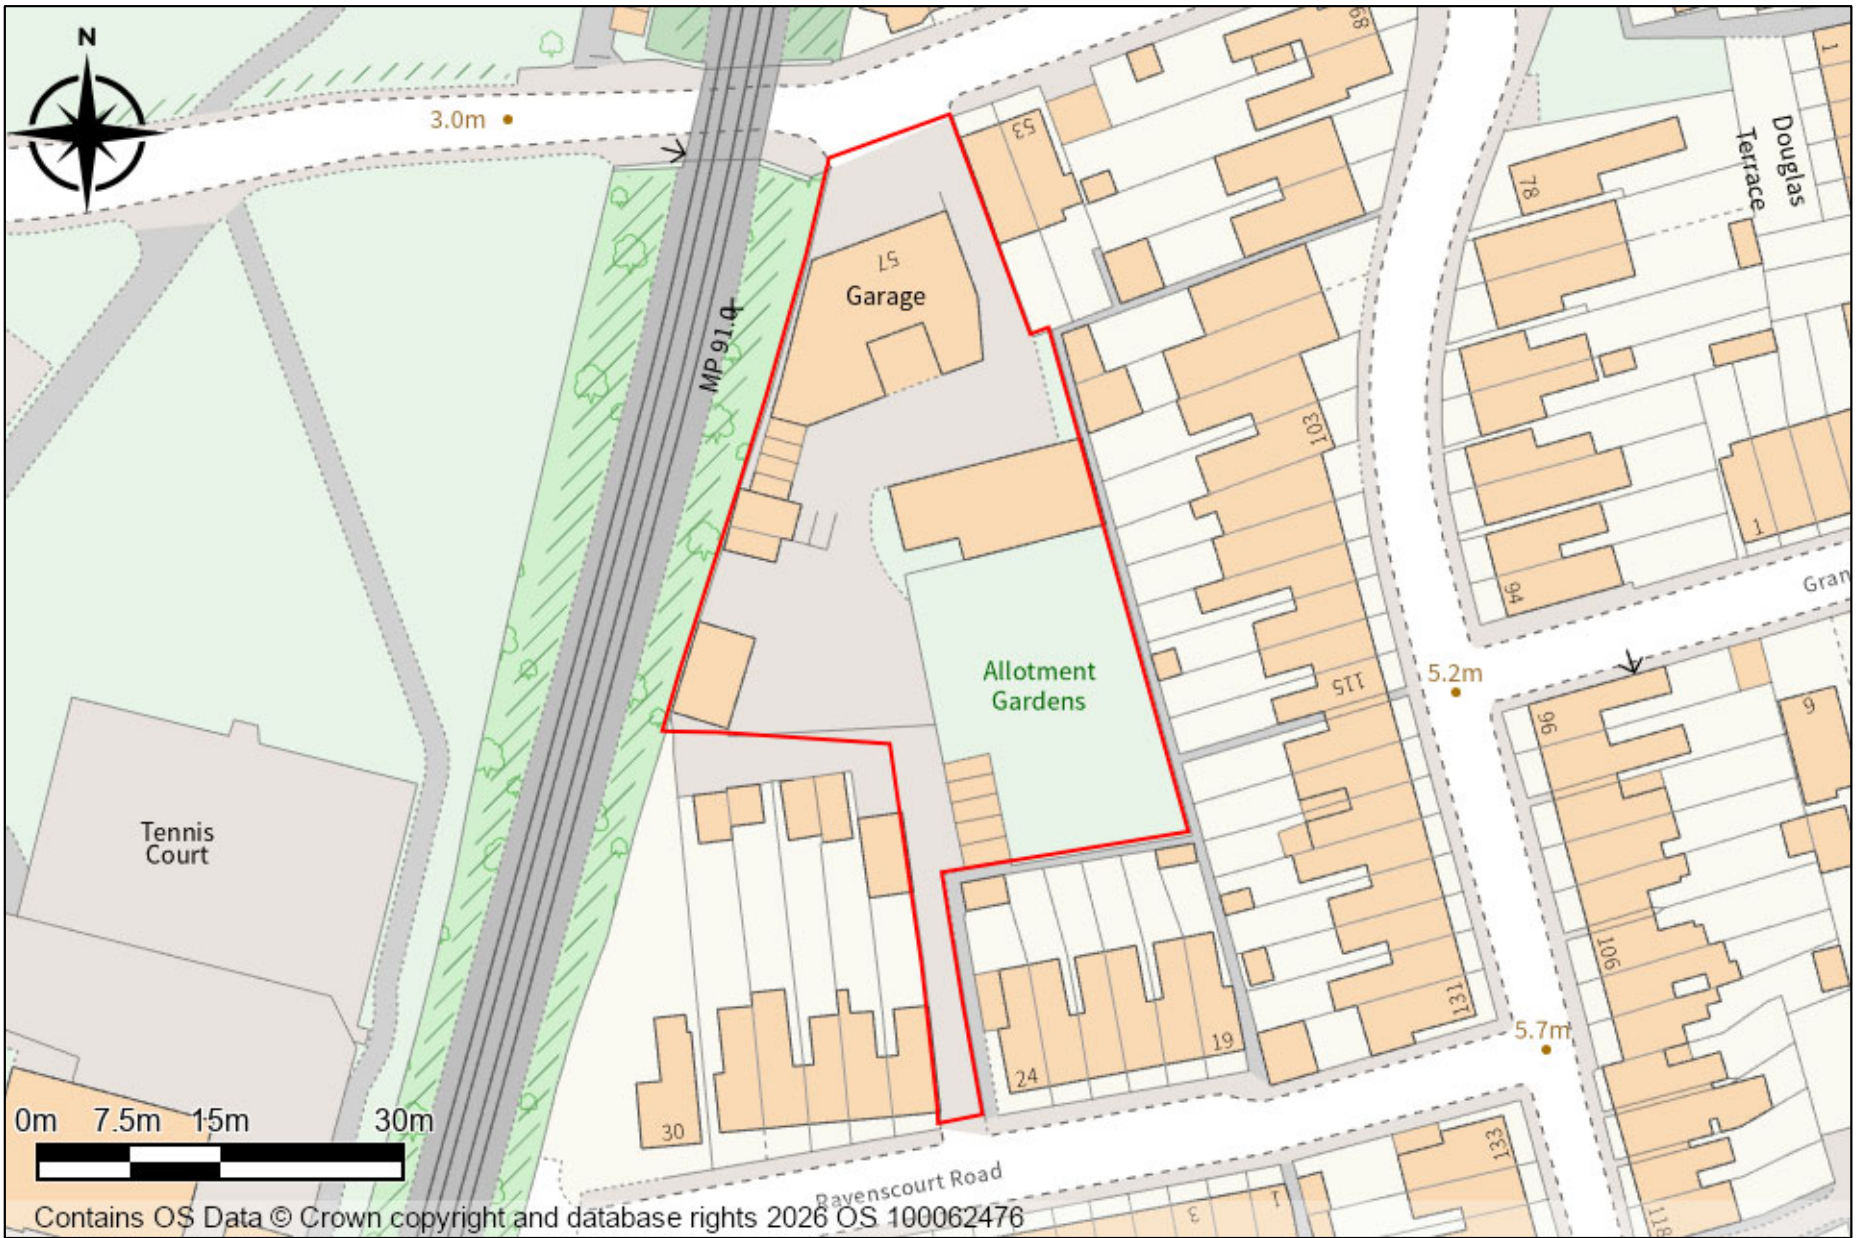 N
3.0m
53
68
1
Douglas
Terrace
78
57
Garage
MP 91.0
103
1
94
Gran
Allotment
Gardens
115
5.2m
96
9
Tennis
Court
106
131
5.7m
24
19
30
133
0m 7.5m 15m 30m
Ravenscourt Road
1
3
118
Contains OS Data © Crown copyright and database rights 2026 OS 100062476